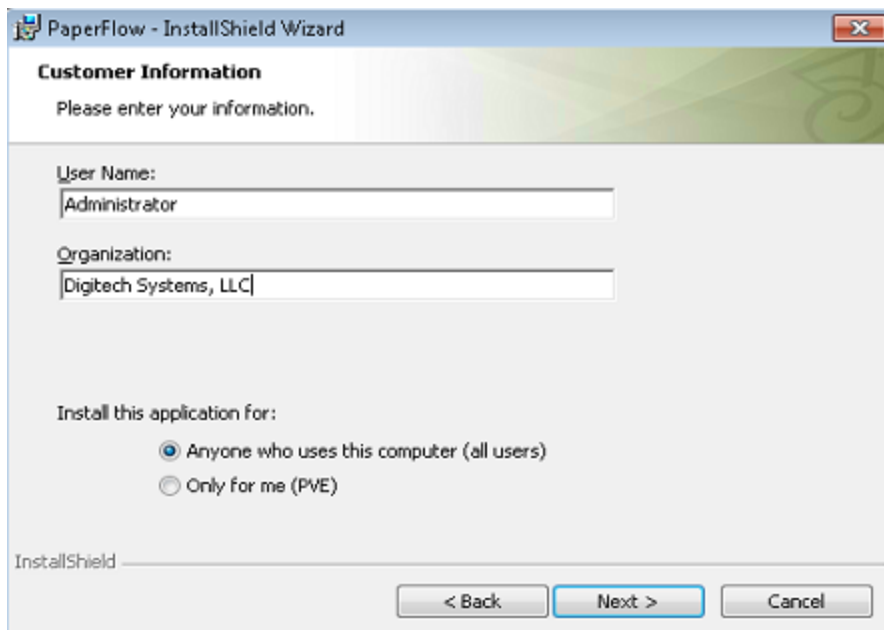 PaperFlow - InstallShield Wizard
Customer Information
Please enter your information.
User Name:
Administrator
Organization:
Digitech Systems, LLC
Install this application for:
Anyone who uses this computer (all users)
Only for me (PVE)
InstallShield
< Back Next > Cancel